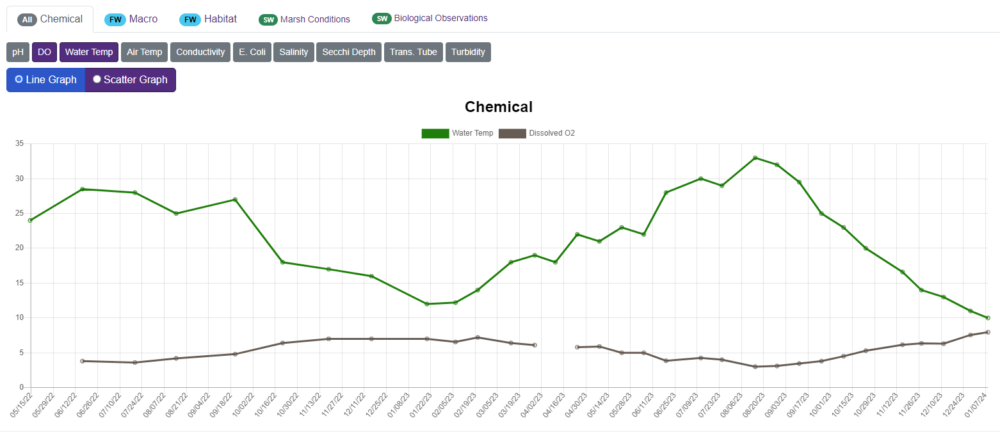 All Chemical FW Macro FW Habitat SW Marsh Conditions SW Biological Observations
pH DO Water Temp Air Temp Conductivity E. Coli Salinity Secchi Depth Trans. Tube Turbidity
Line Graph Scatter Graph
Chemical
Water Temp Dissolved O2
35
30
25
20
15
10
5
0
05/15/22 05/29/22 06/12/22 06/26/22 07/10/22 07/24/22 08/07/22 08/21/22 09/04/22 09/18/22 10/02/22 10/16/22 10/30/22 11/13/22 11/27/22 12/11/22 12/25/22 01/08/23 01/22/23 02/05/23 02/19/23 03/05/23 03/19/23 04/02/23 04/16/23 04/30/23 05/14/23 05/28/23 06/11/23 06/25/23 07/09/23 07/23/23 08/06/23 08/20/23 09/03/23 09/17/23 10/01/23 10/15/23 10/29/23 11/12/23 11/26/23 12/10/23 12/24/23 01/07/24